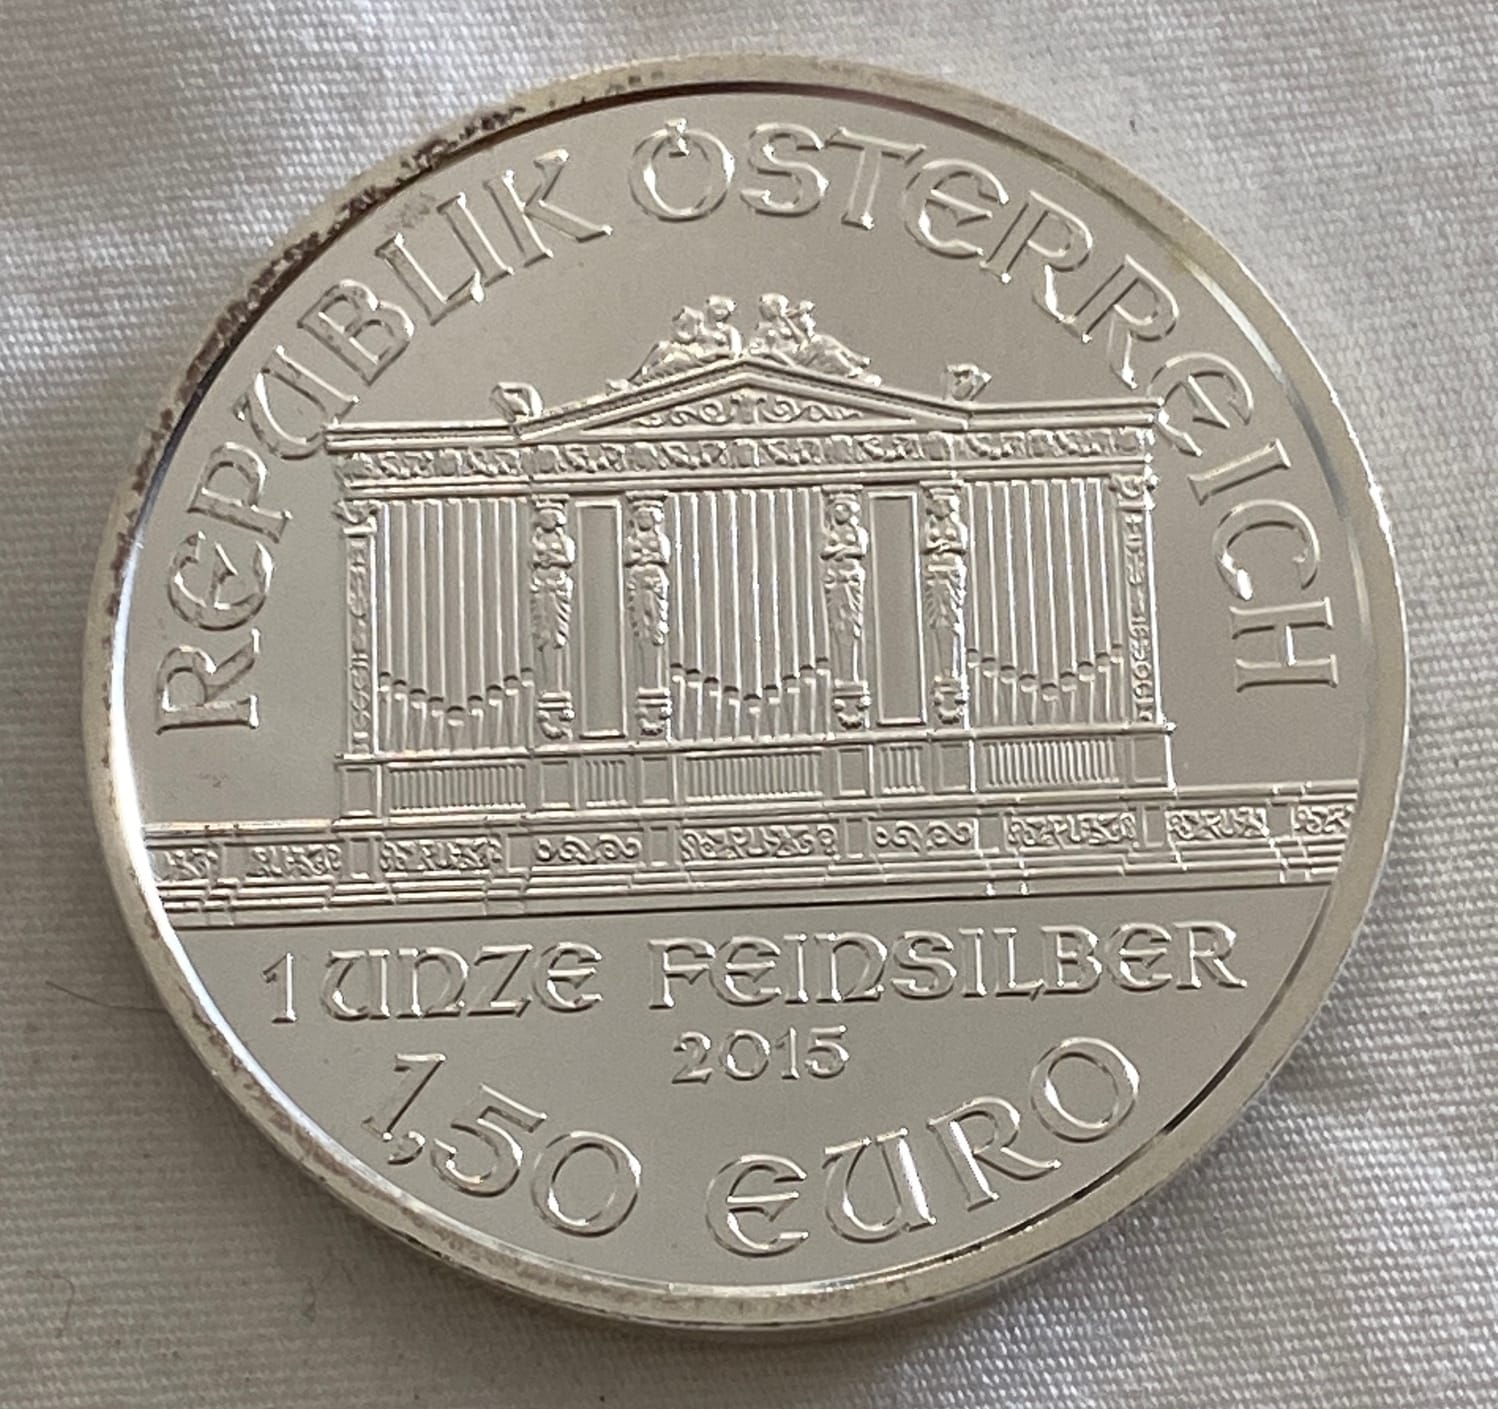 REPUBLIK ÖSTERREICH
1 UNZE FEINSILBER
2015
1,50 EURO